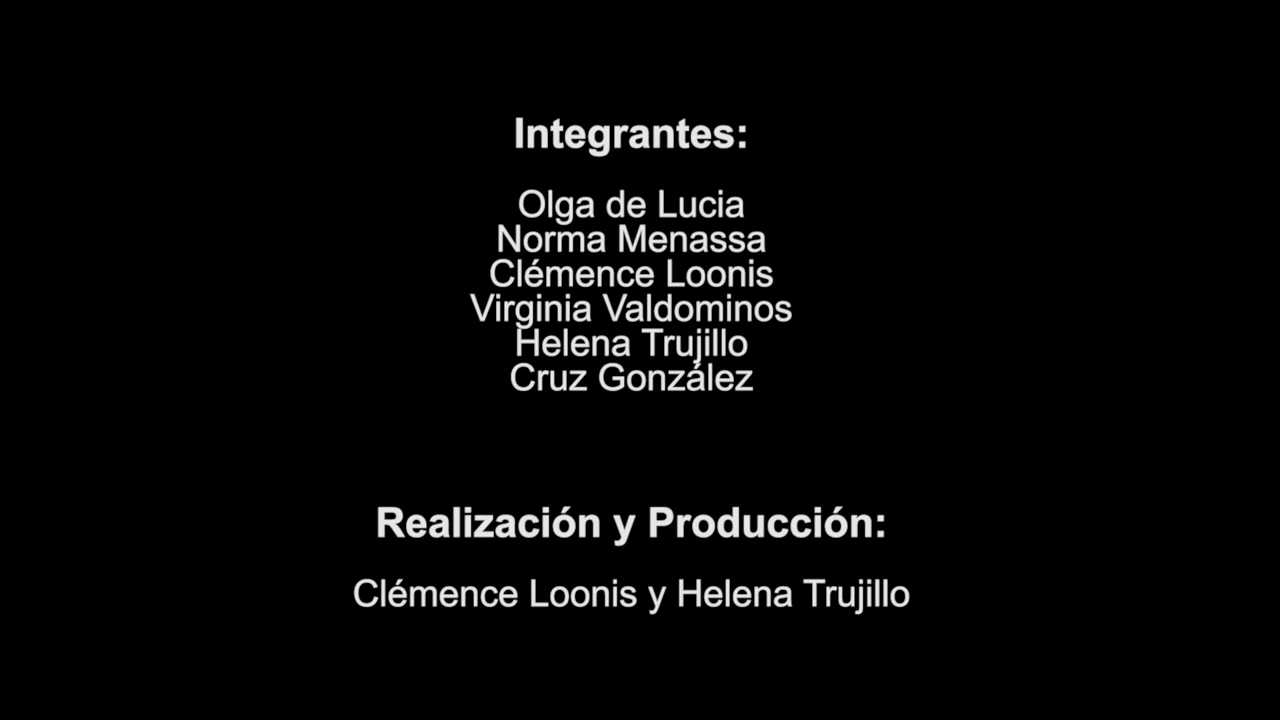 Integrantes:
Olga de Lucia
Norma Menassa
Clémence Loonis
Virginia Valdominos
Helena Trujillo
Cruz González
Realización y Producción:
Clémence Loonis y Helena Trujillo